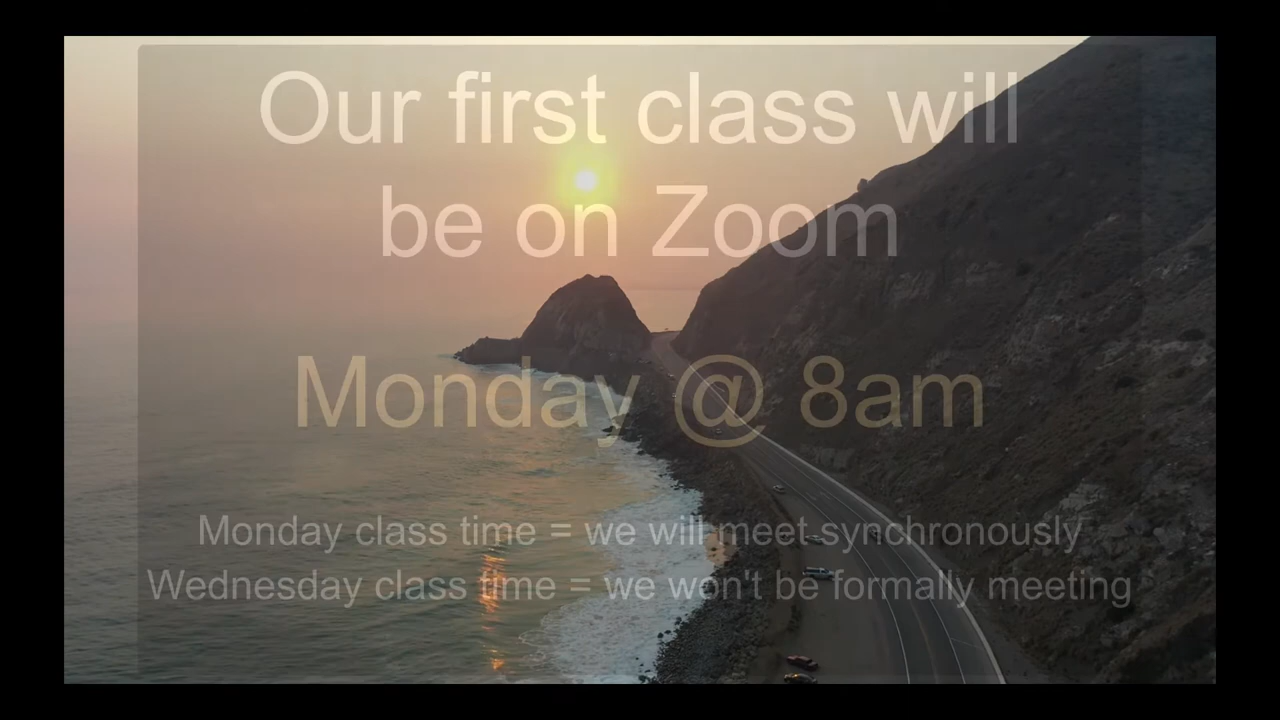 Our first class will
be on Zoom
Monday @ 8am
Monday class time = we will meet synchronously
Wednesday class time = we won't be formally meeting